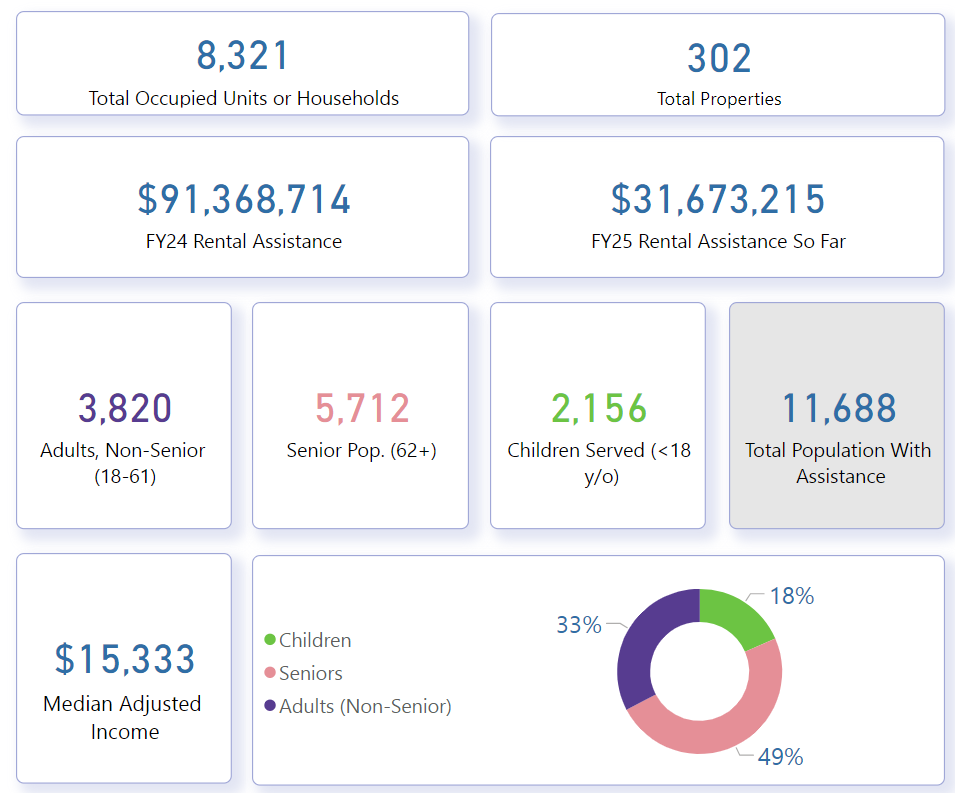 8,321
Total Occupied Units or Households
302
Total Properties
$91,368,714
FY24 Rental Assistance
$31,673,215
FY25 Rental Assistance So Far
3,820
Adults, Non-Senior
(18-61)
5,712
Senior Pop. (62+)
2,156
Children Served (<18
y/o)
11,688
Total Population With
Assistance
$15,333
Median Adjusted
Income
Children
Seniors
Adults (Non-Senior)
18%
33%
49%